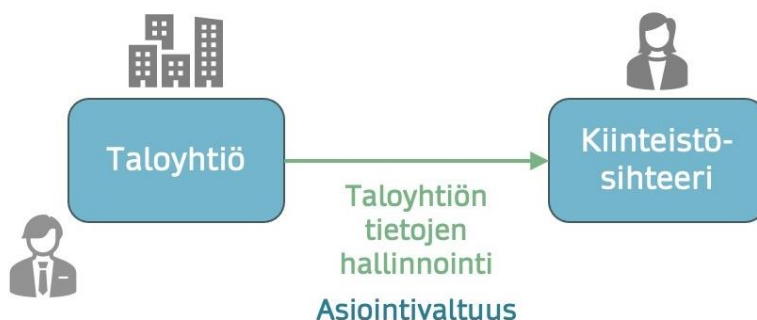 Taloyhtiö
Kiinteistö-
sihteeri
Taloyhtiön
tietojen
hallinnointi
Asiointivaltuus